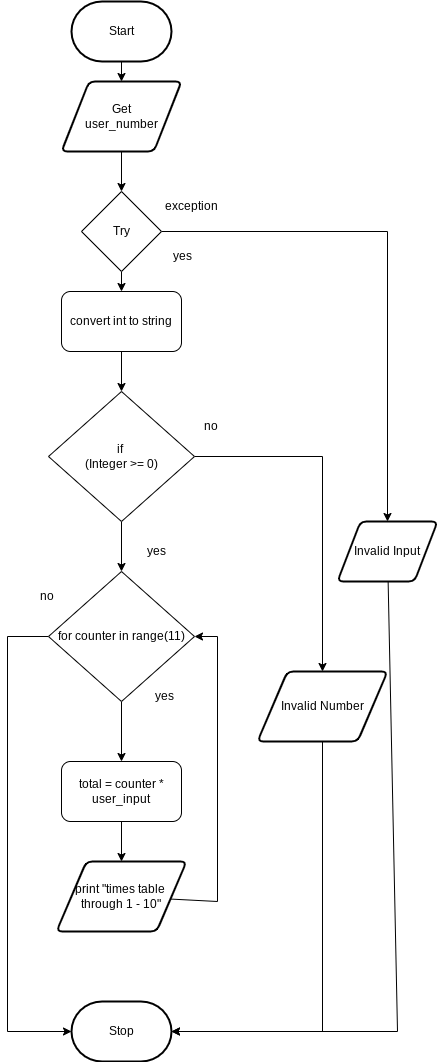 Start
Get
user_number
exception
Try
yes
convert int to string
no
if
(Integer >= 0)
yes
Invalid Input
no
for counter in range(11)
yes
Invalid Number
total = counter *
user_input
print "times table
through 1 - 10"
Stop